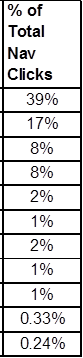 % of
Total
Nav
Clicks
39%
17%
8%
8%
2%
1%
2%
1%
1%
0.33%
0.24%